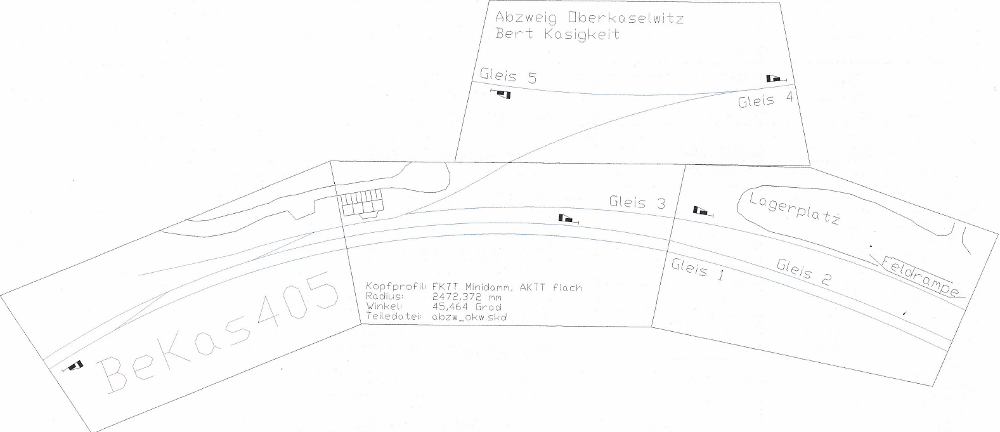 Abzweig Oberkaselwitz
Bert Kasigkeit
Gleis 5
Gleis 4
Gleis 3
Lagerplatz
Gleis 1
Gleis 2
Feldrampe
BeKas405
Kopfprofil: FKTT Minidamm, AKTT flach
Radius: 2472,372 mm
Winkel: 45,464 Grad
Teiledatei: abzw_okw.skd